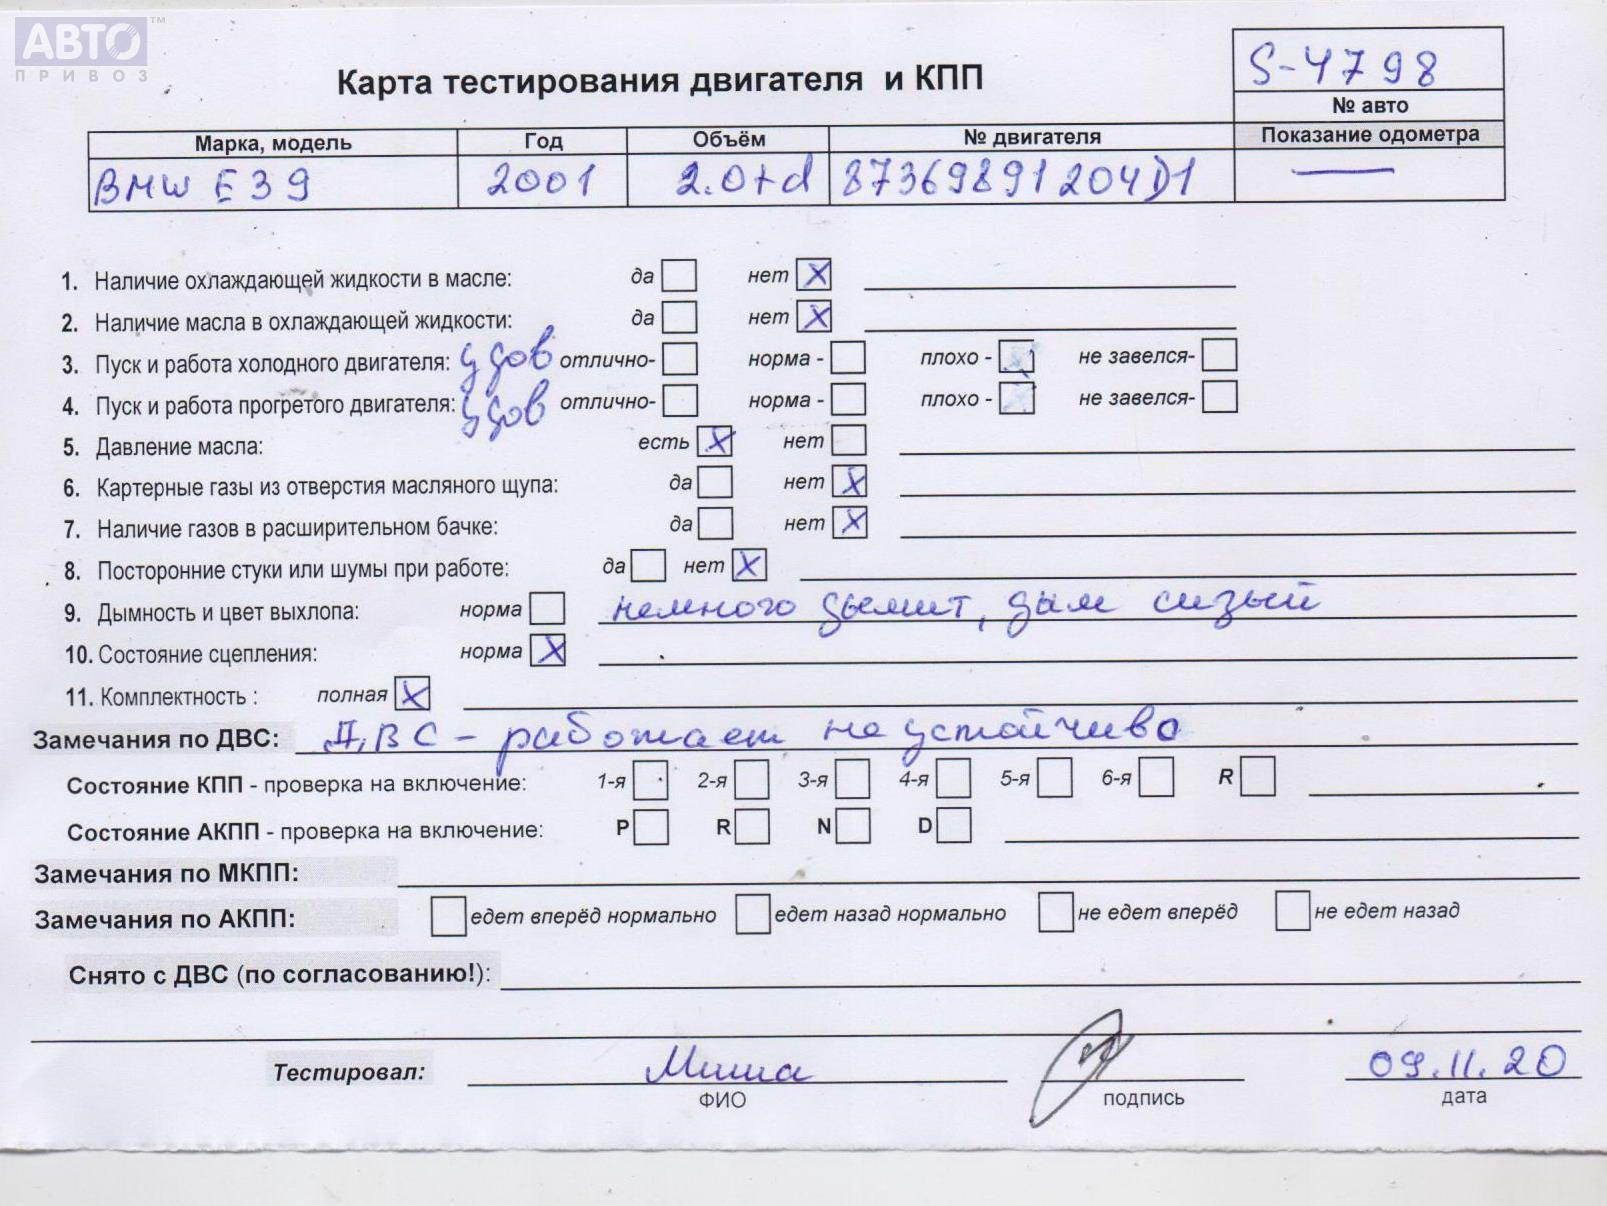 АВТО™
ПРИВОЗ
Карта тестирования двигателя и КПП
S-4798
№ авто
Марка, модель Год Объём № двигателя Показание одометра
BMW E39 2001 2.0td 87369891204D1 —
1. Наличие охлаждающей жидкости в масле: да нет X
2. Наличие масла в охлаждающей жидкости: да нет X
3. Пуск и работа холодного двигателя: удов отлично- норма - плохо - не завелся-
4. Пуск и работа прогретого двигателя: удов отлично- норма - плохо - не завелся-
5. Давление масла: есть X нет
6. Картерные газы из отверстия масляного щупа: да нет X
7. Наличие газов в расширительном бачке: да нет X
8. Посторонние стуки или шумы при работе: да нет X
9. Дымность и цвет выхлопа: норма немного дымит, дым сизый
10. Состояние сцепления: норма X
11. Комплектность : полная X
Замечания по ДВС: ДВС - работает неустойчиво
Состояние КПП - проверка на включение: 1-я 2-я 3-я 4-я 5-я 6-я R
Состояние АКПП - проверка на включение: P R N D
Замечания по МКПП:
Замечания по АКПП: едет вперёд нормально едет назад нормально не едет вперёд не едет назад
Снято с ДВС (по согласованию!):
Тестировал: Миша 09.11.20
ФИО подпись дата